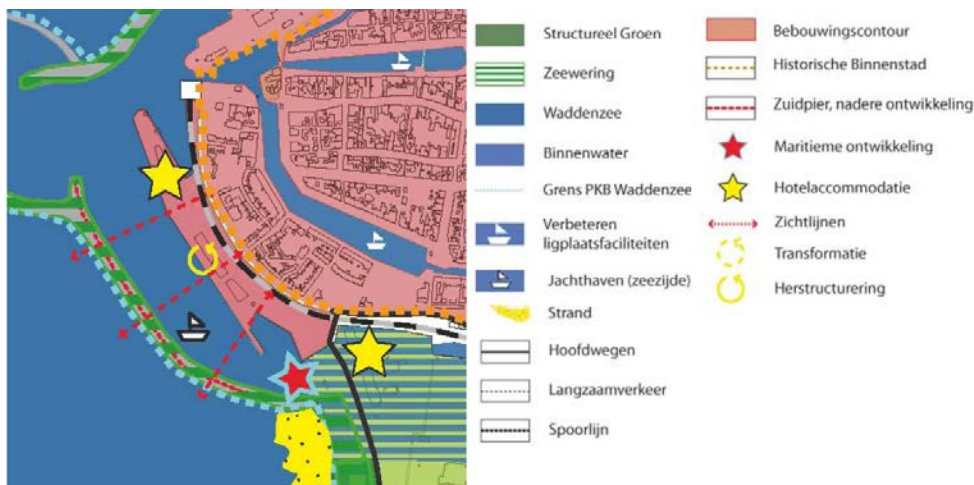 Structureel Groen
Zeewering
Waddenzee
Binnenwater
Grens PKB Waddenzee
Verbeteren
ligplaatsfaciliteiten
Jachthaven (zeezijde)
Strand
Hoofdwegen
Langzaamverkeer
Spoorlijn
Bebouwingscontour
Historische Binnenstad
Zuidpier, nadere ontwikkeling
Maritieme ontwikkeling
Hotelaccommodatie
Zichtlijnen
Transformatie
Herstructurering